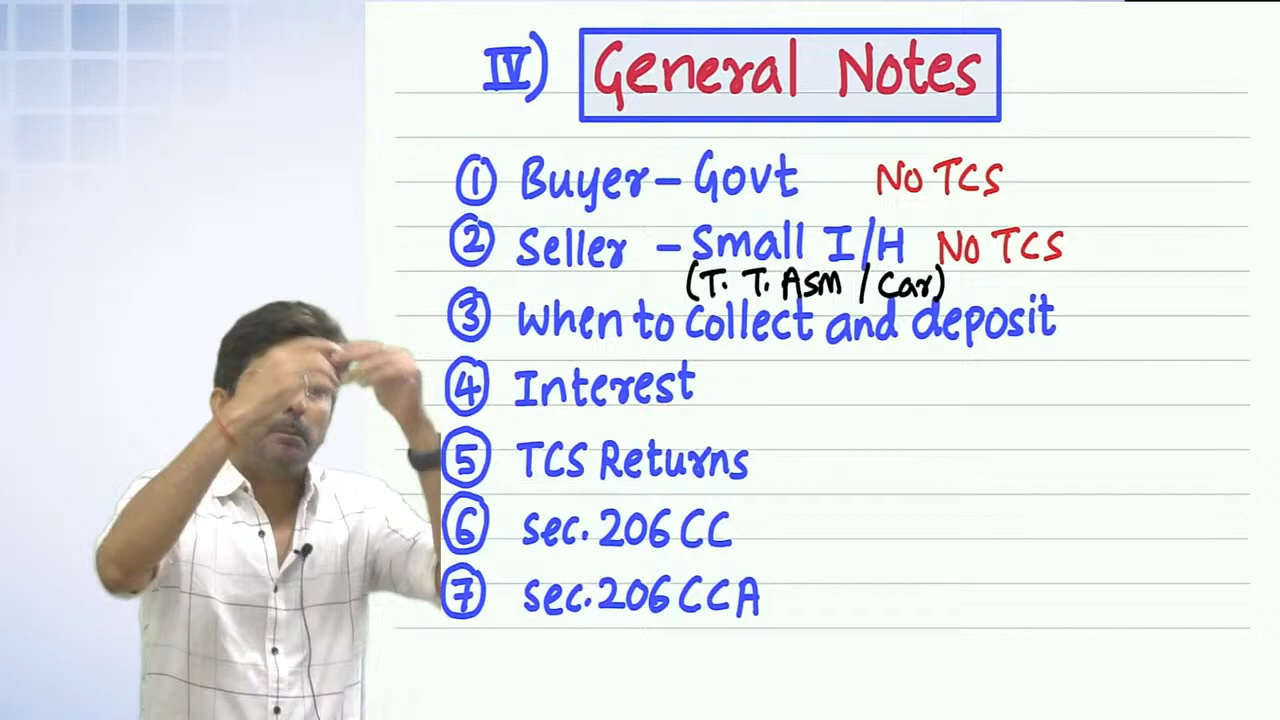 IV) General Notes
① Buyer - Govt No TCS
② Seller - Small I/H No TCS
(T. T. ASM / Car)
③ When to collect and deposit
④ Interest
⑤ TCS Returns
⑥ Sec. 206 CC
⑦ Sec. 206 CCA